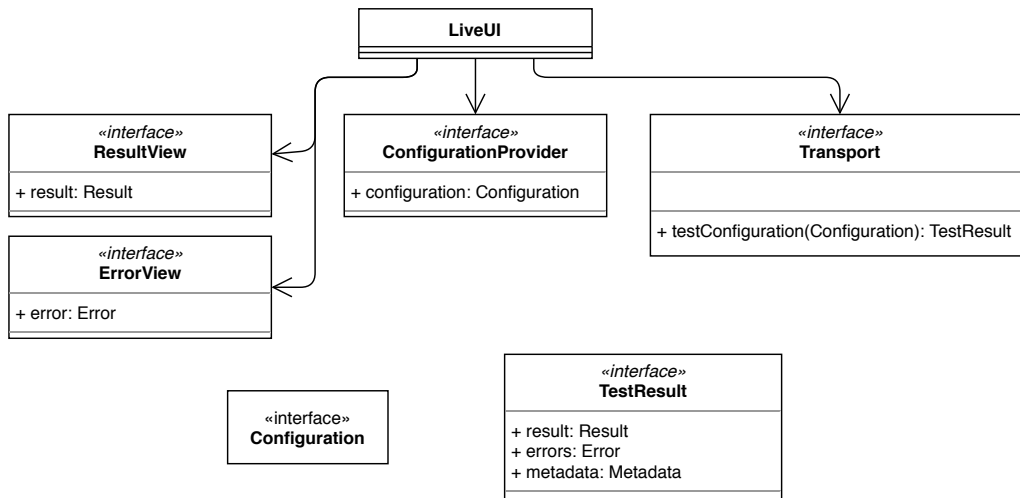 LiveUI
«interface»
ResultView
+ result: Result
«interface»
ConfigurationProvider
+ configuration: Configuration
«interface»
Transport
+ testConfiguration(Configuration): TestResult
«interface»
ErrorView
+ error: Error
«interface»
Configuration
«interface»
TestResult
+ result: Result
+ errors: Error
+ metadata: Metadata